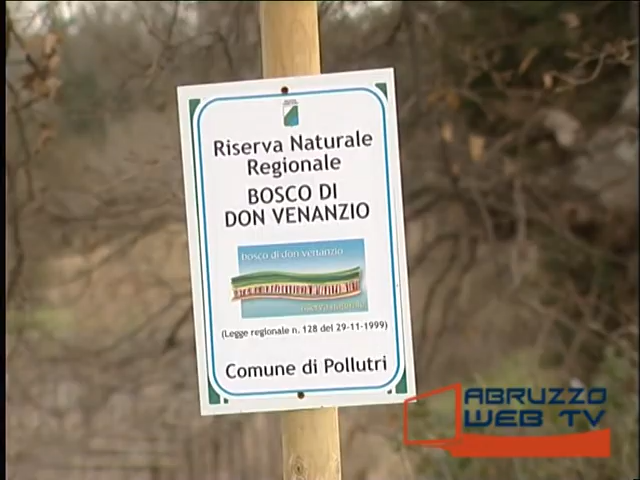 Riserva Naturale
Regionale
BOSCO DI
DON VENANZIO
bosco di don venanzio
(Legge regionale n. 128 del 29-11-1999)
Comune di Pollutri
ABRUZZO
WEB TV